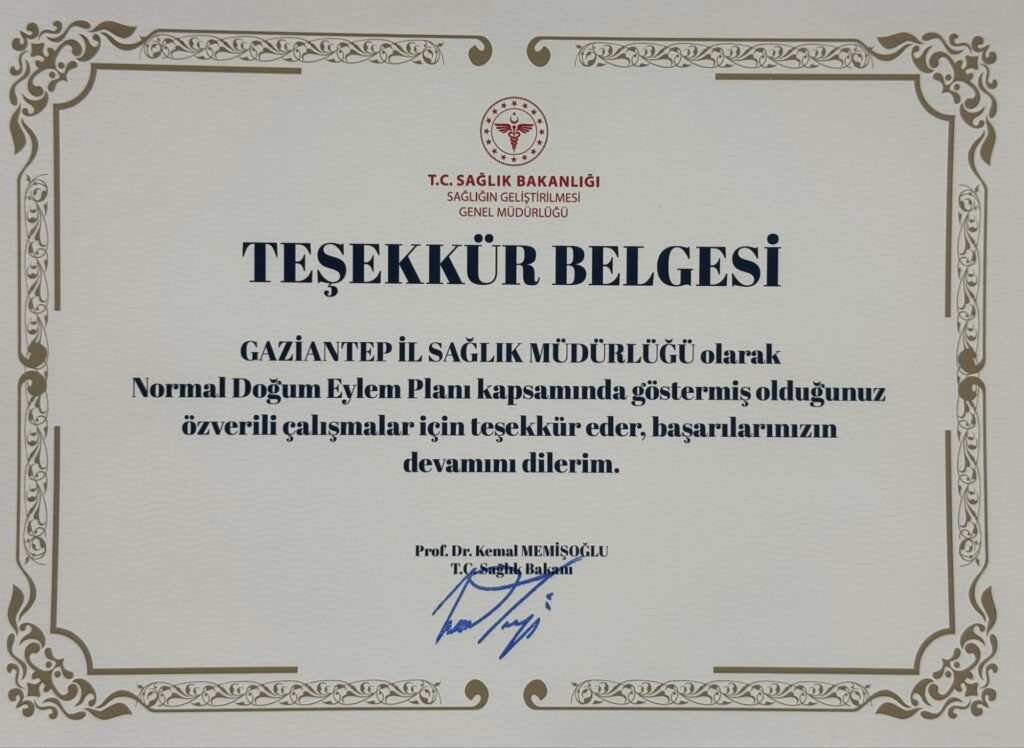 T.C. SAĞLIK BAKANLIĞI
SAĞLIĞIN GELİŞTİRİLMESİ
GENEL MÜDÜRLÜĞÜ
TEŞEKKÜR BELGESİ
GAZİANTEP İL SAĞLIK MÜDÜRLÜĞÜ olarak
Normal Doğum Eylem Planı kapsamında göstermiş olduğunuz
özverili çalışmalar için teşekkür eder, başarılarınızın
devamını dilerim.
Prof. Dr. Kemal MEMİŞOĞLU
T.C. Sağlık Bakanı